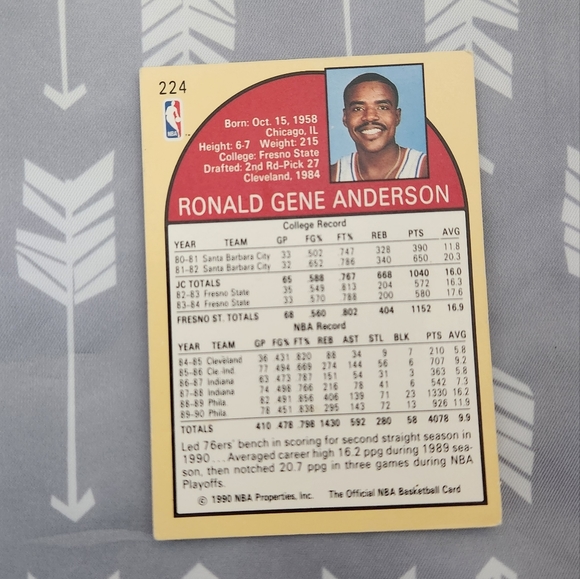 224
NBA
Born: Oct. 15, 1958
Chicago, IL
Height: 6-7 Weight: 215
College: Fresno State
Drafted: 2nd Rd-Pick 27
Cleveland, 1984
RONALD GENE ANDERSON
College Record
YEAR TEAM GP FG% FT% REB PTS AVG
80-81 Santa Barbara City 33 .502 .747 328 390 11.8
81-82 Santa Barbara City 32 .652 .786 340 650 20.3
JC TOTALS 65 .588 .767 668 1040 16.0
82-83 Fresno State 35 .549 .813 204 572 16.3
83-84 Fresno State 33 .570 .788 200 580 17.6
FRESNO ST. TOTALS 68 .560 .802 404 1152 16.9
NBA Record
YEAR TEAM GP FG% FT% REB AST STL BLK PTS AVG
84-85 Cleveland 36 .431 .820 88 34 9 7 210 5.8
85-86 Cle.-Ind. 77 .494 .669 274 144 56 6 707 9.2
86-87 Indiana 63 .473 .787 151 54 31 3 363 5.8
87-88 Indiana 74 .498 .766 216 78 41 6 542 7.3
88-89 Phila. 82 .491 .856 406 139 71 23 1330 16.2
89-90 Phila. 78 .451 .838 295 143 72 13 926 11.9
TOTALS 410 .478 .798 1430 592 280 58 4078 9.9
Led 76ers' bench in scoring for second straight season in
1990 ... Averaged career high 16.2 ppg during 1989 sea-
son, then notched 20.7 ppg in three games during NBA
Playoffs.
© 1990 NBA Properties, Inc. The Official NBA Basketball Card